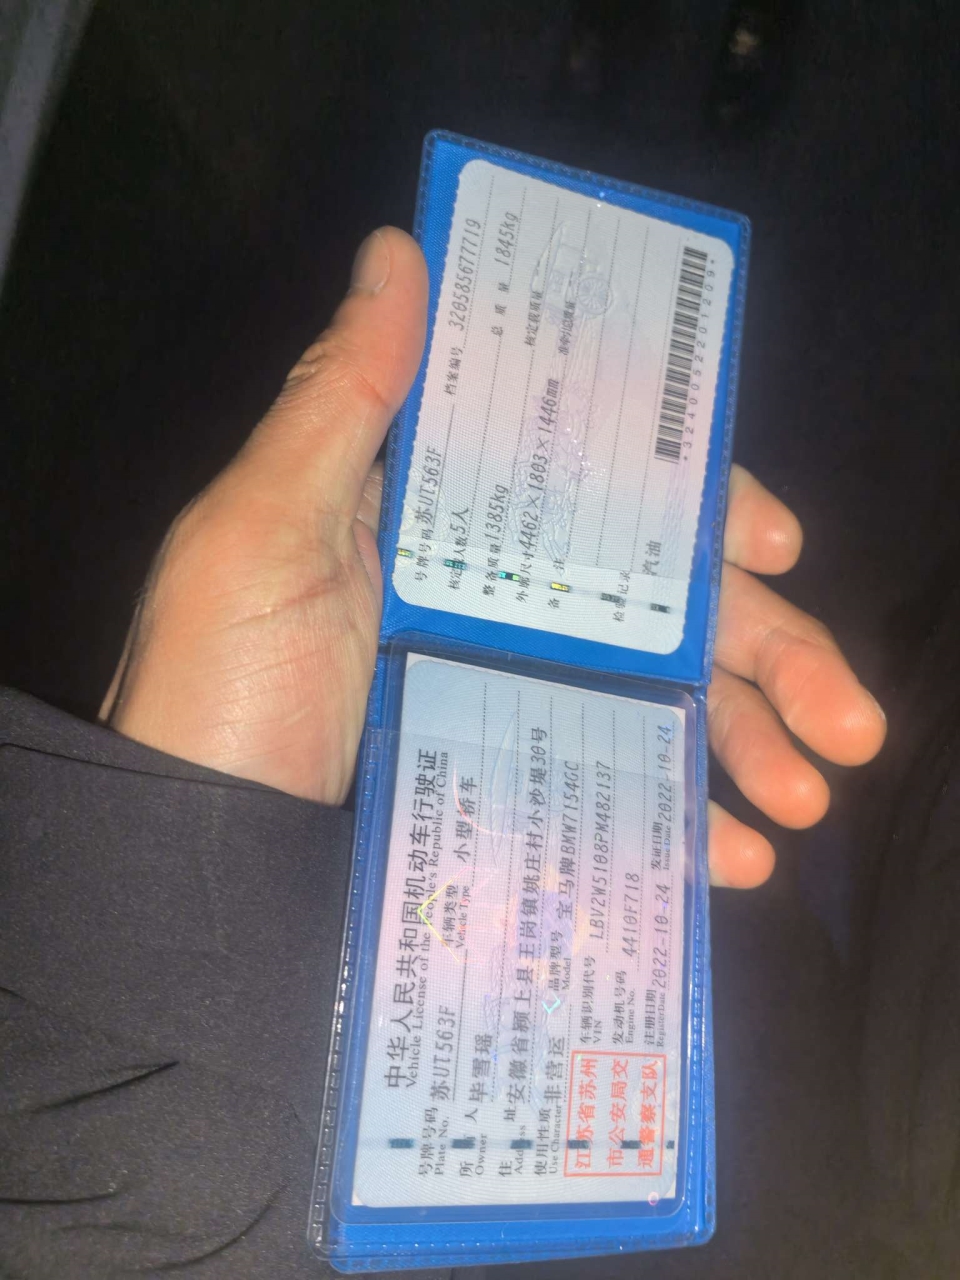 中华人民共和国机动车行驶证
Vehicle License of the People's Republic of China
号牌号码 苏UT563F 车辆类型 小型轿车
Plate No. Vehicle Type
所 人 毕雪瑶
Owner
住 址 安徽省颍上县王岗镇姚庄村小沙堤30号
Address
使用性质 非营运 品牌型号 宝马牌BMW7154GC
Use Character Model
江苏省苏州
市公安局交
通警察支队
车辆识别代号 LBV2W5108PM482137
VIN
发动机号码 4410F718
Engine No.
注册日期 2022-10-24 发证日期 2022-10-24
Register Date Issue Date
号牌号码 苏UT563F 档案编号 320585677719
核定 人数 5人 总质量 1845kg
整备质量 1385kg 核定载质量
外廓尺寸 4462×1803×1446mm 准牵引总质量
备 注
检验记录
汽油
*3240052201209*